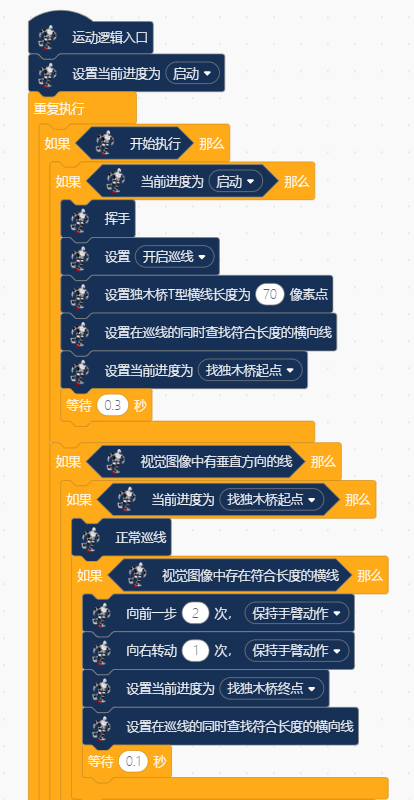 运动逻辑入口
设置当前进度为 启动
重复执行
如果 开始执行 那么
如果 当前进度为 启动 那么
挥手
设置 开启巡线
设置独木桥T型横线长度为 70 像素点
设置在巡线的同时查找符合长度的横向线
设置当前进度为 找独木桥起点
等待 0.3 秒
如果 视觉图像中有垂直方向的线 那么
如果 当前进度为 找独木桥起点 那么
正常巡线
如果 视觉图像中存在符合长度的横线 那么
向前一步 2 次， 保持手臂动作
向右转动 1 次， 保持手臂动作
设置当前进度为 找独木桥终点
设置在巡线的同时查找符合长度的横向线
等待 0.1 秒